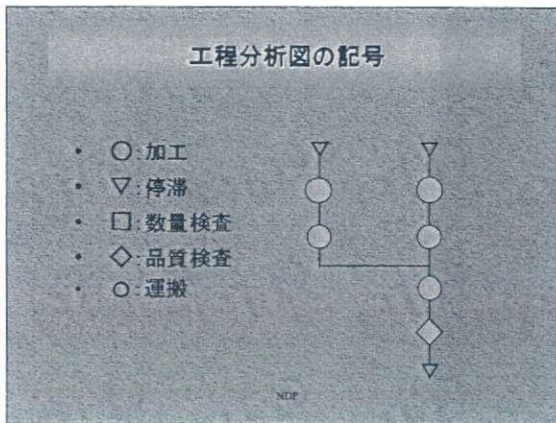 工程分析図の記号
• ○:加工
• ▽:停滞
• □:数量検査
• ◇:品質検査
• ○:運搬
NDP